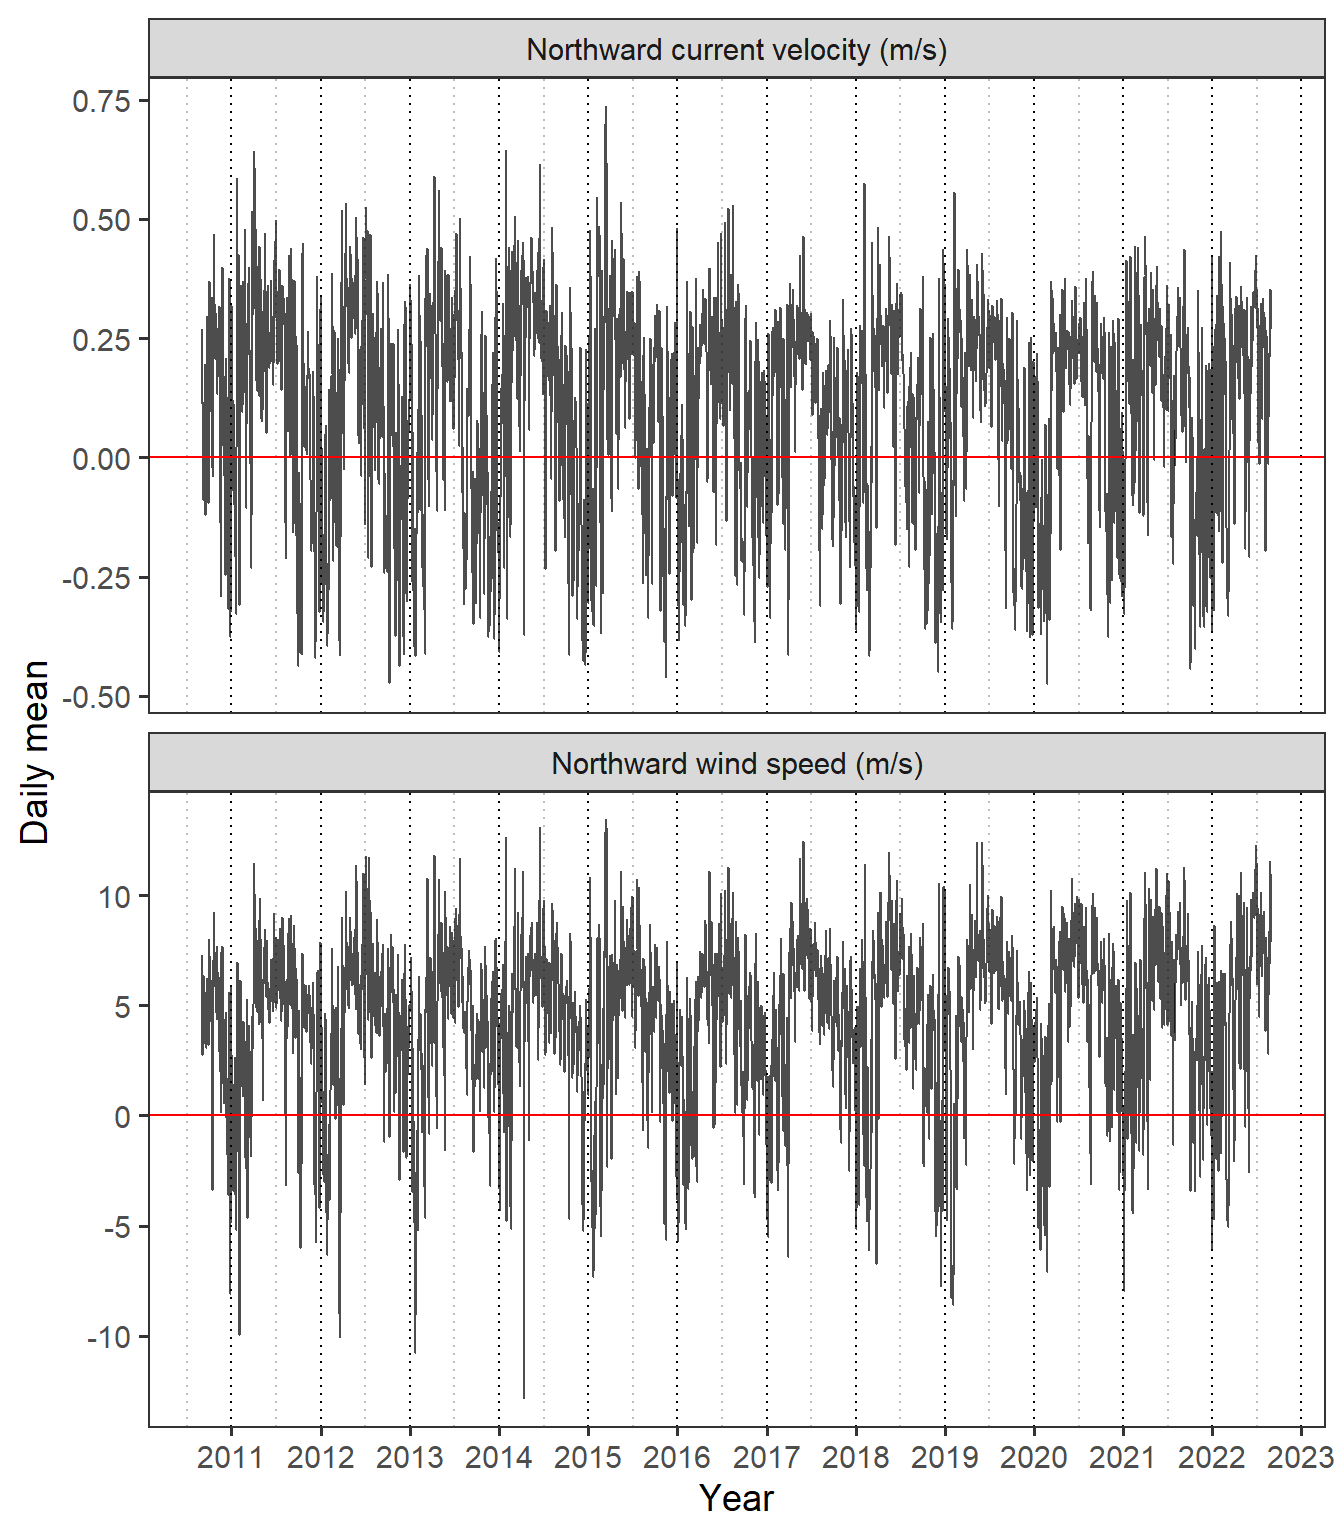 Northward current velocity (m/s)
0.75
0.50
0.25
0.00
-0.25
-0.50
Daily mean
Northward wind speed (m/s)
10
5
0
-5
-10
2011 2012 2013 2014 2015 2016 2017 2018 2019 2020 2021 2022 2023
Year